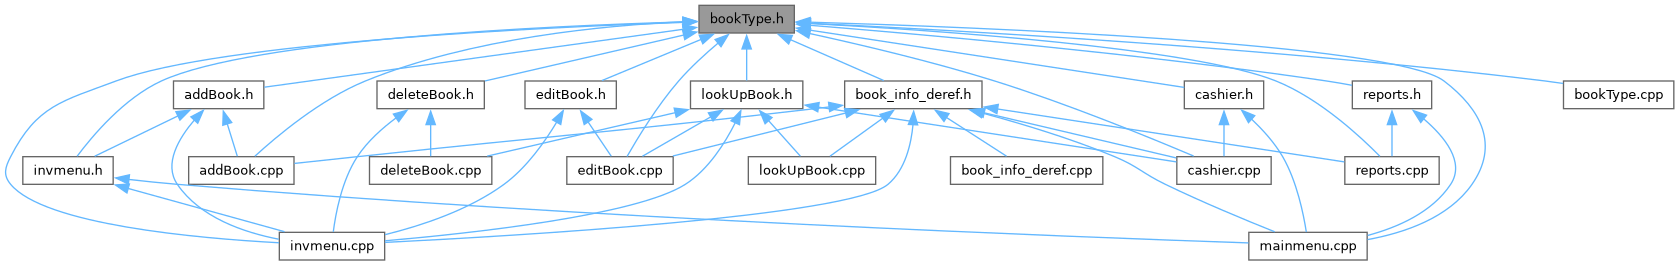 bookType.h
addBook.h
deleteBook.h
editBook.h
lookUpBook.h
book_info_deref.h
cashier.h
reports.h
bookType.cpp
invmenu.h
addBook.cpp
deleteBook.cpp
editBook.cpp
lookUpBook.cpp
book_info_deref.cpp
cashier.cpp
reports.cpp
invmenu.cpp
mainmenu.cpp